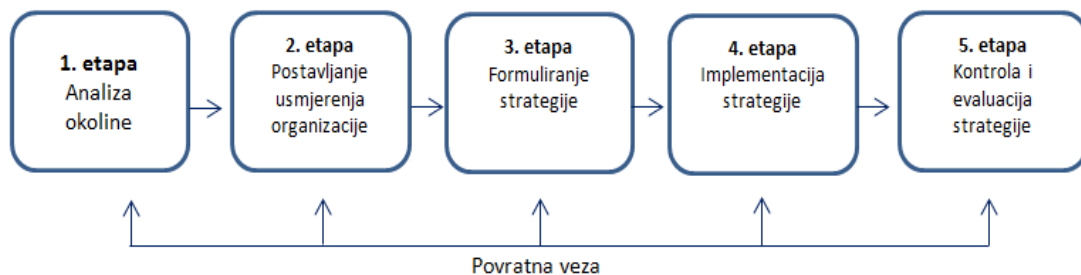 1. etapa
Analiza
okoline
2. etapa
Postavljanje
usmjerenja
organizacije
3. etapa
Formuliranje
strategije
4. etapa
Implementacija
strategije
5. etapa
Kontrola i
evaluacija
strategije
Povratna veza